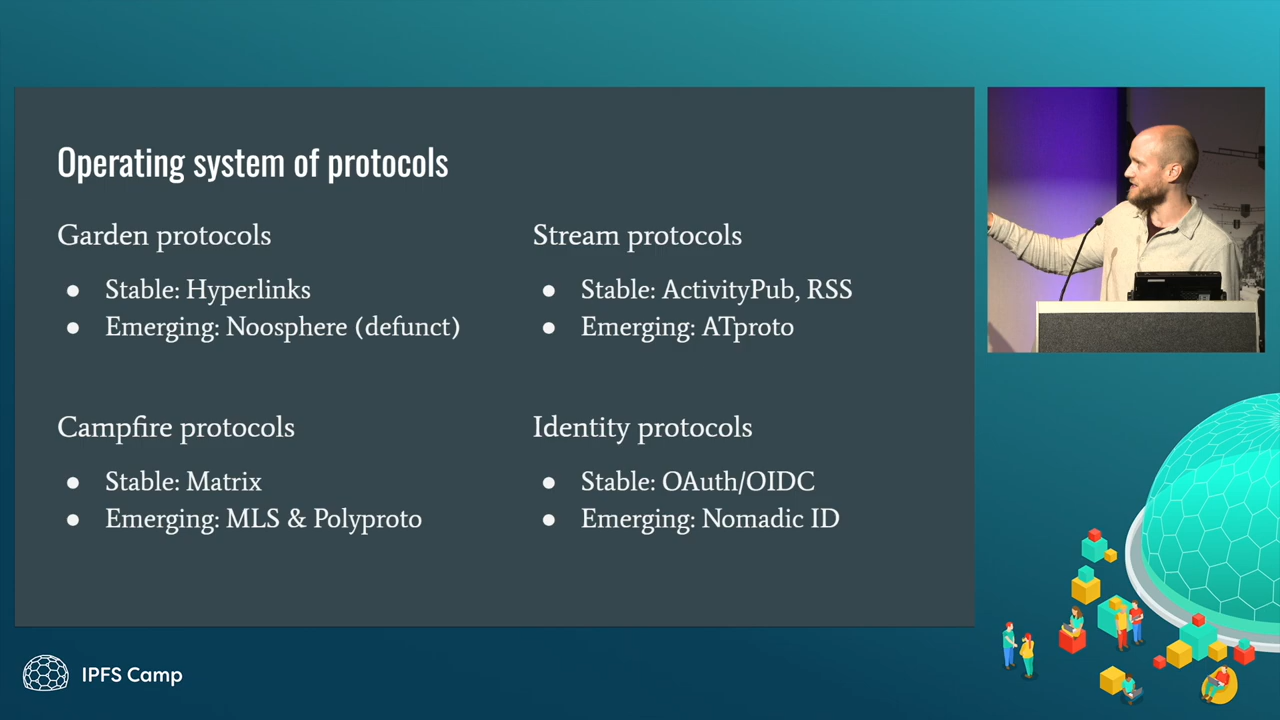 Operating system of protocols
Garden protocols
● Stable: Hyperlinks
● Emerging: Noosphere (defunct)
Stream protocols
● Stable: ActivityPub, RSS
● Emerging: ATproto
Campfire protocols
● Stable: Matrix
● Emerging: MLS & Polyproto
Identity protocols
● Stable: OAuth/OIDC
● Emerging: Nomadic ID
IPFS Camp